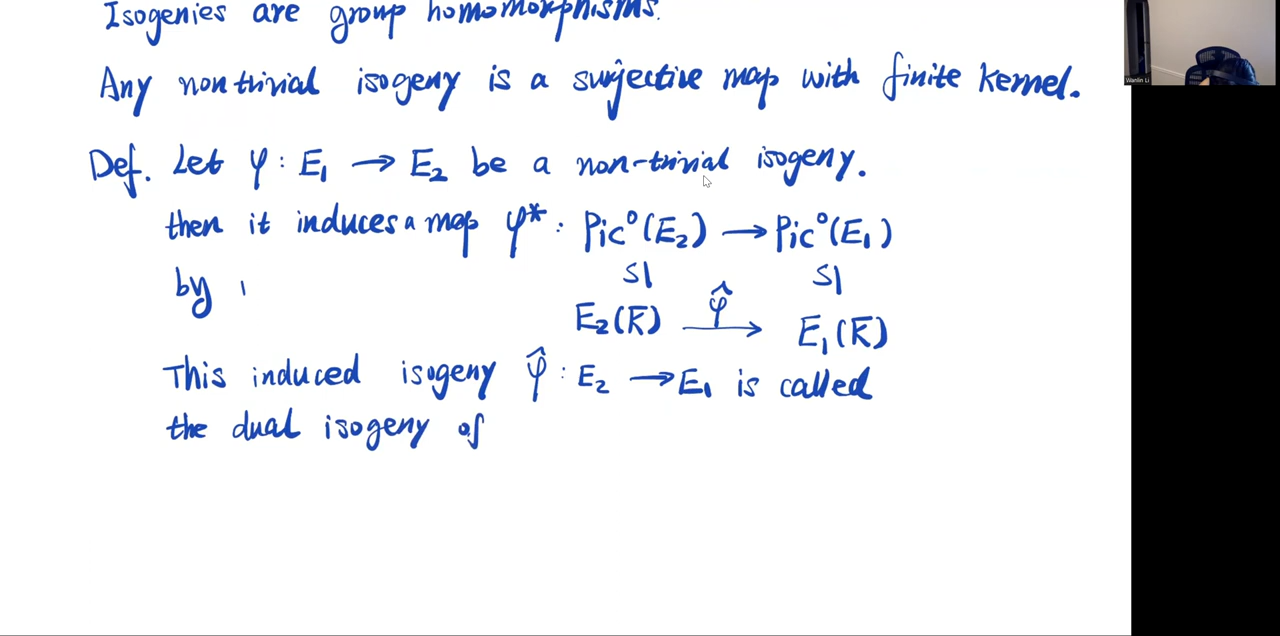 Isogenies are group homomorphisms.
Any nontrivial isogeny is a surjective map with finite kernel.
Def. Let φ : E₁ → E₂ be a non-trivial isogeny.
then it induces a map φ* : Pic⁰(E₂) → Pic⁰(E₁)
by
S| S|
E₂(K̅) φ̂ → E₁(K̅)
This induced isogeny φ̂ : E₂ → E₁ is called
the dual isogeny of
Wanlin Li